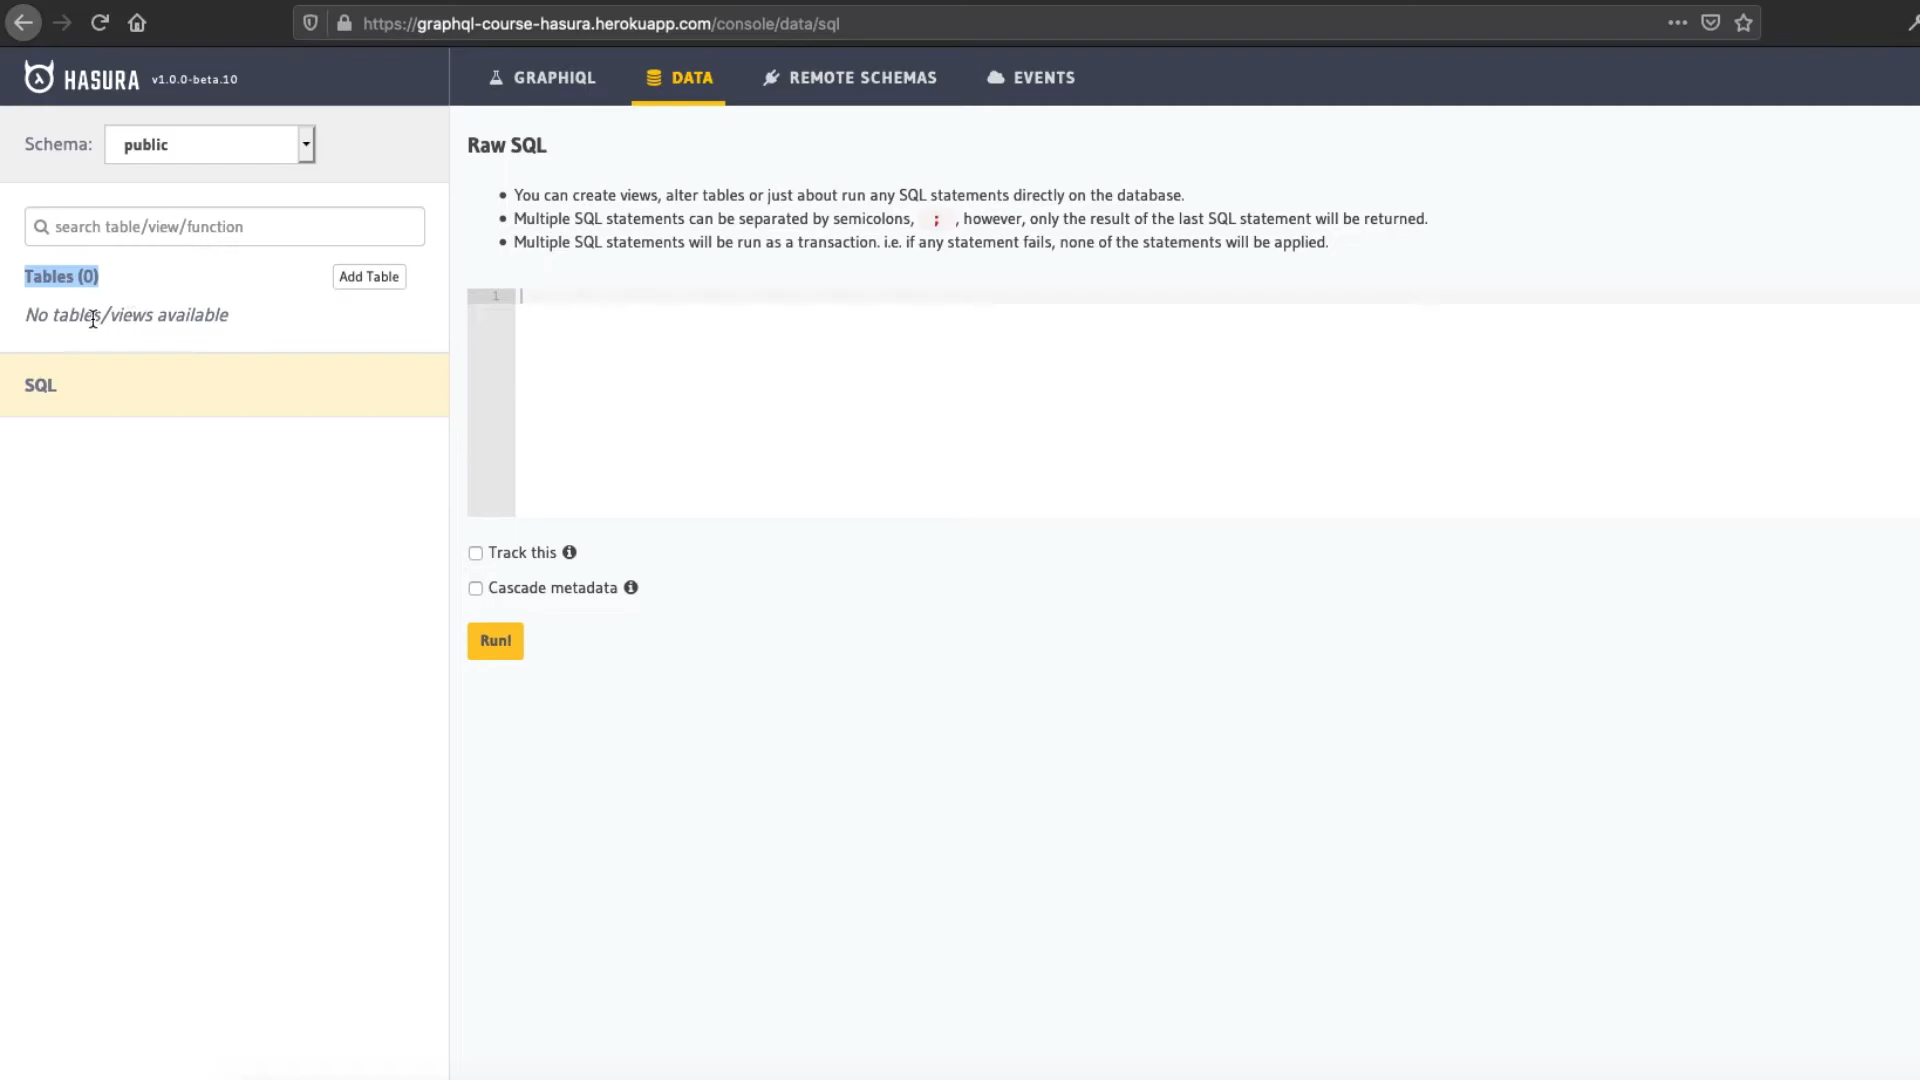 https://graphql-course-hasura.herokuapp.com/console/data/sql
HASURA v1.0.0-beta.10
GRAPHIQL
DATA
REMOTE SCHEMAS
EVENTS
Schema:
public
search table/view/function
Tables (0)
Add Table
No tables/views available
SQL
Raw SQL
• You can create views, alter tables or just about run any SQL statements directly on the database.
• Multiple SQL statements can be separated by semicolons, ; , however, only the result of the last SQL statement will be returned.
• Multiple SQL statements will be run as a transaction. i.e. if any statement fails, none of the statements will be applied.
1
Track this
Cascade metadata
Run!